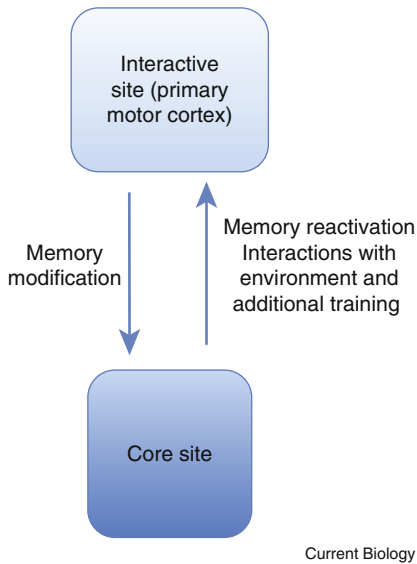 Interactive
site (primary
motor cortex)
Memory
modification
Memory reactivation
Interactions with
environment and
additional training
Core site
Current Biology